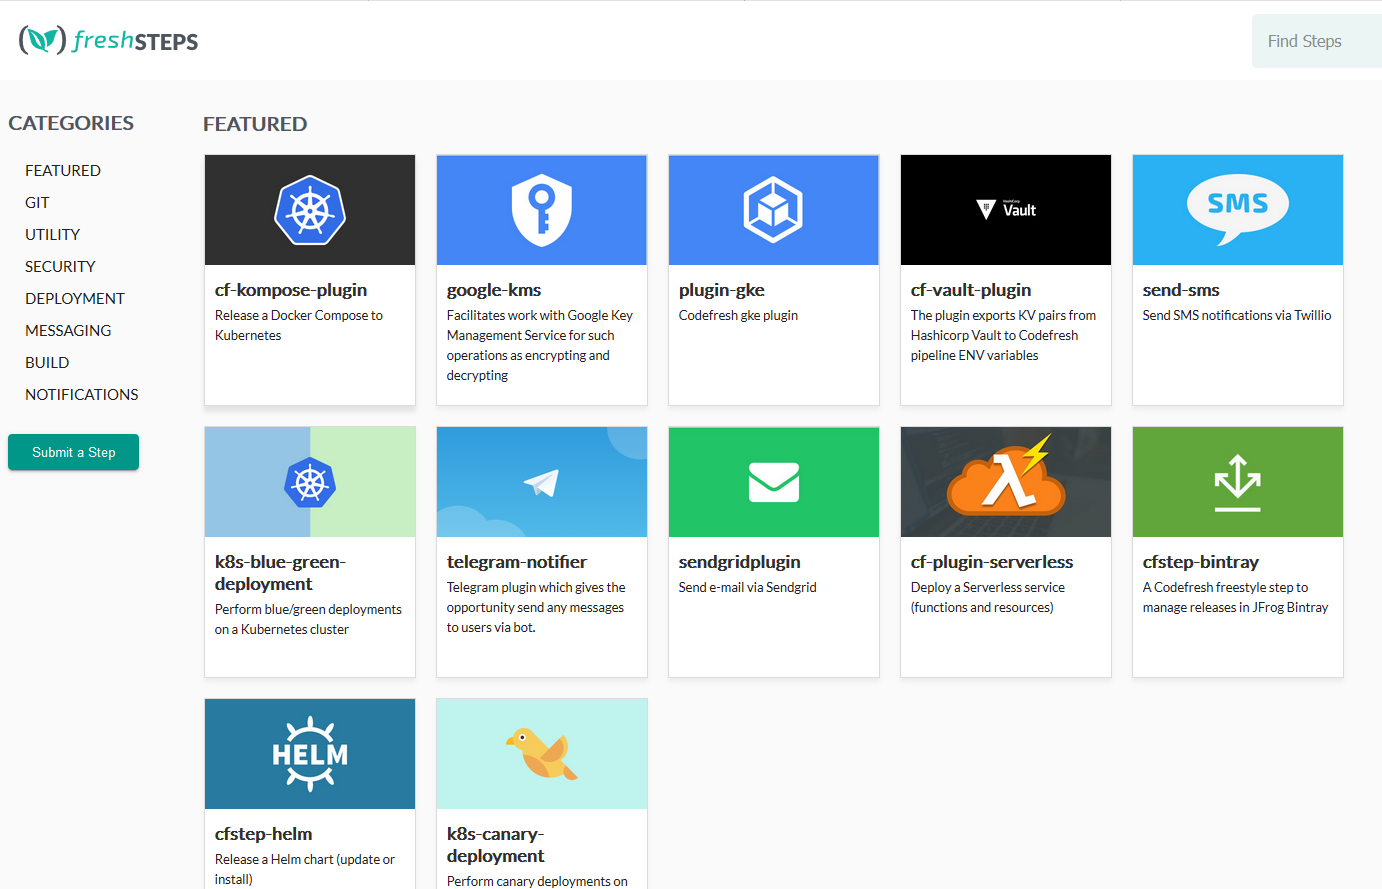 freshSTEPS
Find Steps
CATEGORIES
FEATURED
GIT
UTILITY
SECURITY
DEPLOYMENT
MESSAGING
BUILD
NOTIFICATIONS
Submit a Step
FEATURED
cf-kompose-plugin
Release a Docker Compose to
Kubernetes
google-kms
Facilitates work with Google Key
Management Service for such
operations as encrypting and
decrypting
plugin-gke
Codefresh gke plugin
HashiCorp
Vault
cf-vault-plugin
The plugin exports KV pairs from
Hashicorp Vault to Codefresh
pipeline ENV variables
SMS
send-sms
Send SMS notifications via Twillio
k8s-blue-green-
deployment
Perform blue/green deployments
on a Kubernetes cluster
telegram-notifier
Telegram plugin which gives the
opportunity send any messages
to users via bot.
sendgridplugin
Send e-mail via Sendgrid
cf-plugin-serverless
Deploy a Serverless service
(functions and resources)
cfstep-bintray
A Codefresh freestyle step to
manage releases in JFrog Bintray
HELM
cfstep-helm
Release a Helm chart (update or
install)
k8s-canary-
deployment
Perform canary deployments on